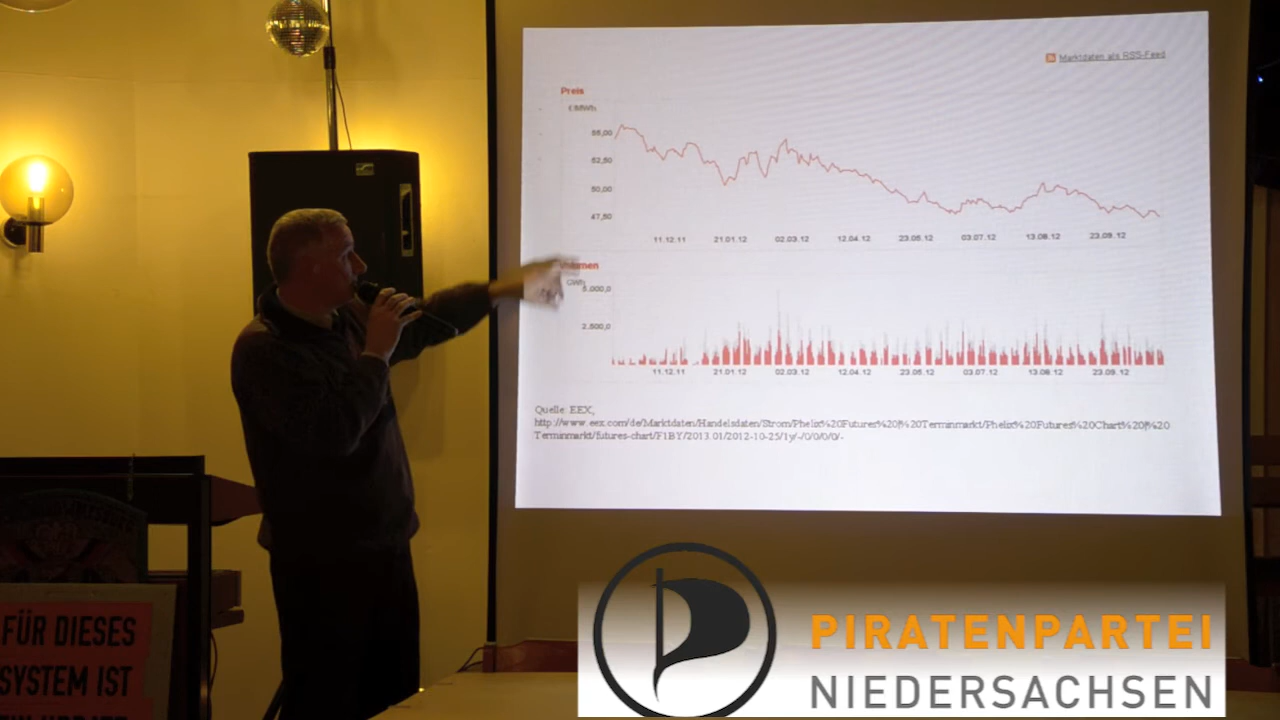 Marktdaten als RSS-Feed
Preis
€/MWh
55,00
52,50
50,00
47,50
11.12.11 21.01.12 02.03.12 12.04.12 23.05.12 03.07.12 13.08.12 23.09.12
Volumen
GWh
5.000,0
2.500,0
11.12.11 21.01.12 02.03.12 12.04.12 23.05.12 03.07.12 13.08.12 23.09.12
Quelle: EEX,
http://www.eex.com/de/Marktdaten/Handelsdaten/Strom/Phelix%20Futures%20|%20Terminmarkt/Phelix%20Futures%20Chart%20|%20
Terminmarkt/futures-chart/F1BY/2013.01/2012-10-25/1y/-/0/0/0/0/-
FÜR DIESES
SYSTEM IST
PIRATENPARTEI
NIEDERSACHSEN